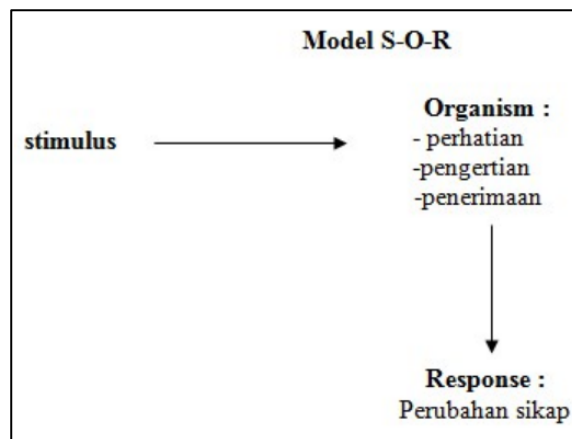 Model S-O-R
stimulus
Organism :
- perhatian
-pengertian
-penerimaan
Response :
Perubahan sikap